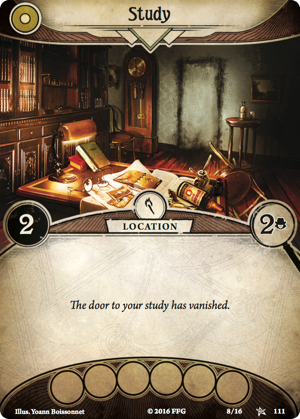 Study
2
LOCATION
2
The door to your study has vanished.
Illus. Yoann Boissonnet
© 2016 FFG
8/16
111